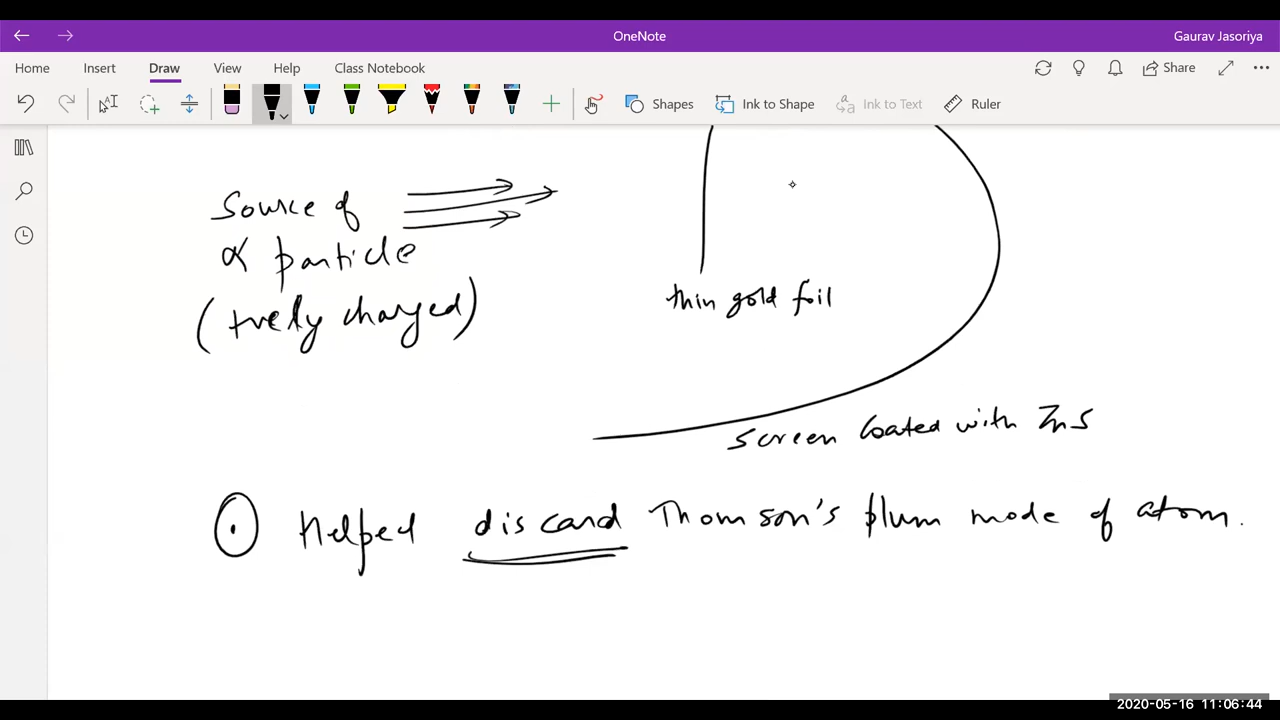 OneNote
Gaurav Jasoriya
Home Insert Draw View Help Class Notebook
Share
Shapes Ink to Shape Ink to Text Ruler
Source of
α particle
(+vely charged)
thin gold foil
screen coated with ZnS
Helped discard Thomson's plum mode of atom.
2020-05-16 11:06:44